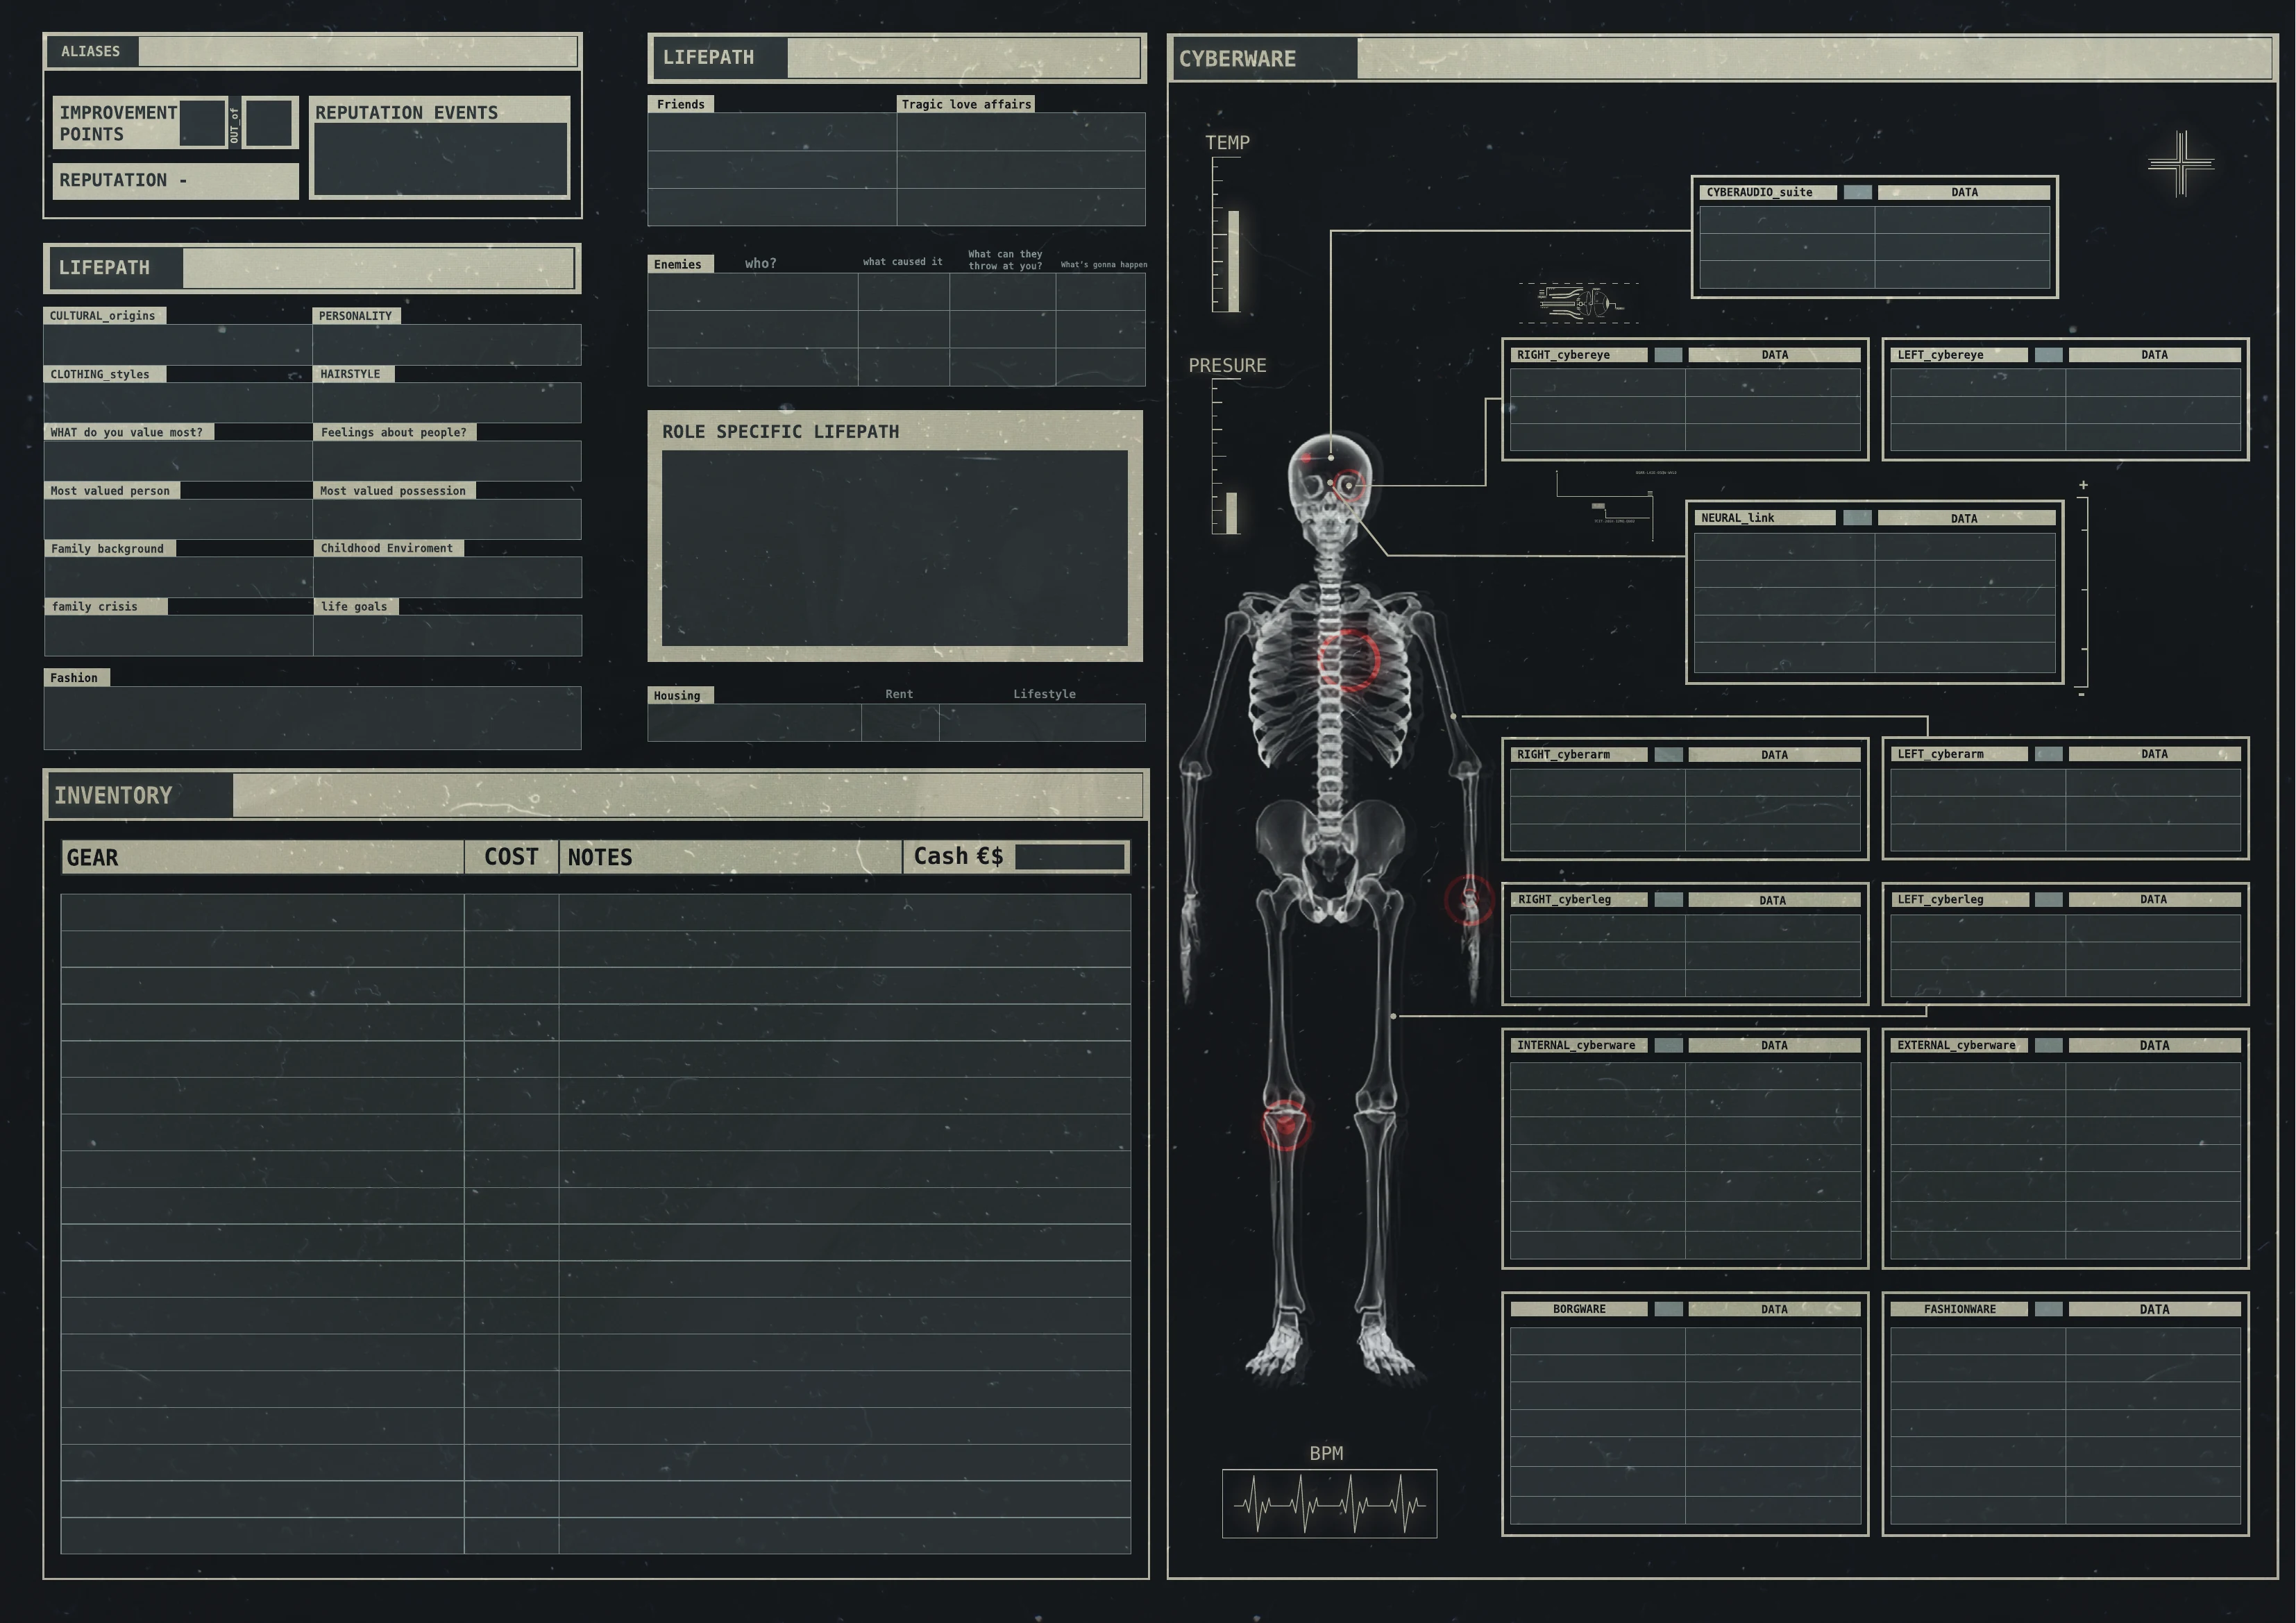 ALIASES
IMPROVEMENT
POINTS
OUT_of
REPUTATION EVENTS
REPUTATION -
LIFEPATH
CULTURAL_origins
PERSONALITY
CLOTHING_styles
HAIRSTYLE
WHAT do you value most?
Feelings about people?
Most valued person
Most valued possession
Family background
Childhood Enviroment
family crisis
life goals
Fashion
LIFEPATH
Friends
Tragic love affairs
Enemies
who?
what caused it
What can they
throw at you?
What's gonna happen
ROLE SPECIFIC LIFEPATH
Housing
Rent
Lifestyle
INVENTORY
GEAR
COST
NOTES
Cash €$
CYBERWARE
TEMP
PRESURE
CYBERAUDIO_suite
DATA
RIGHT_cybereye
DATA
LEFT_cybereye
DATA
NEURAL_link
DATA
+
-
RIGHT_cyberarm
DATA
LEFT_cyberarm
DATA
RIGHT_cyberleg
DATA
LEFT_cyberleg
DATA
INTERNAL_cyberware
DATA
EXTERNAL_cyberware
DATA
BORGWARE
DATA
FASHIONWARE
DATA
BPM